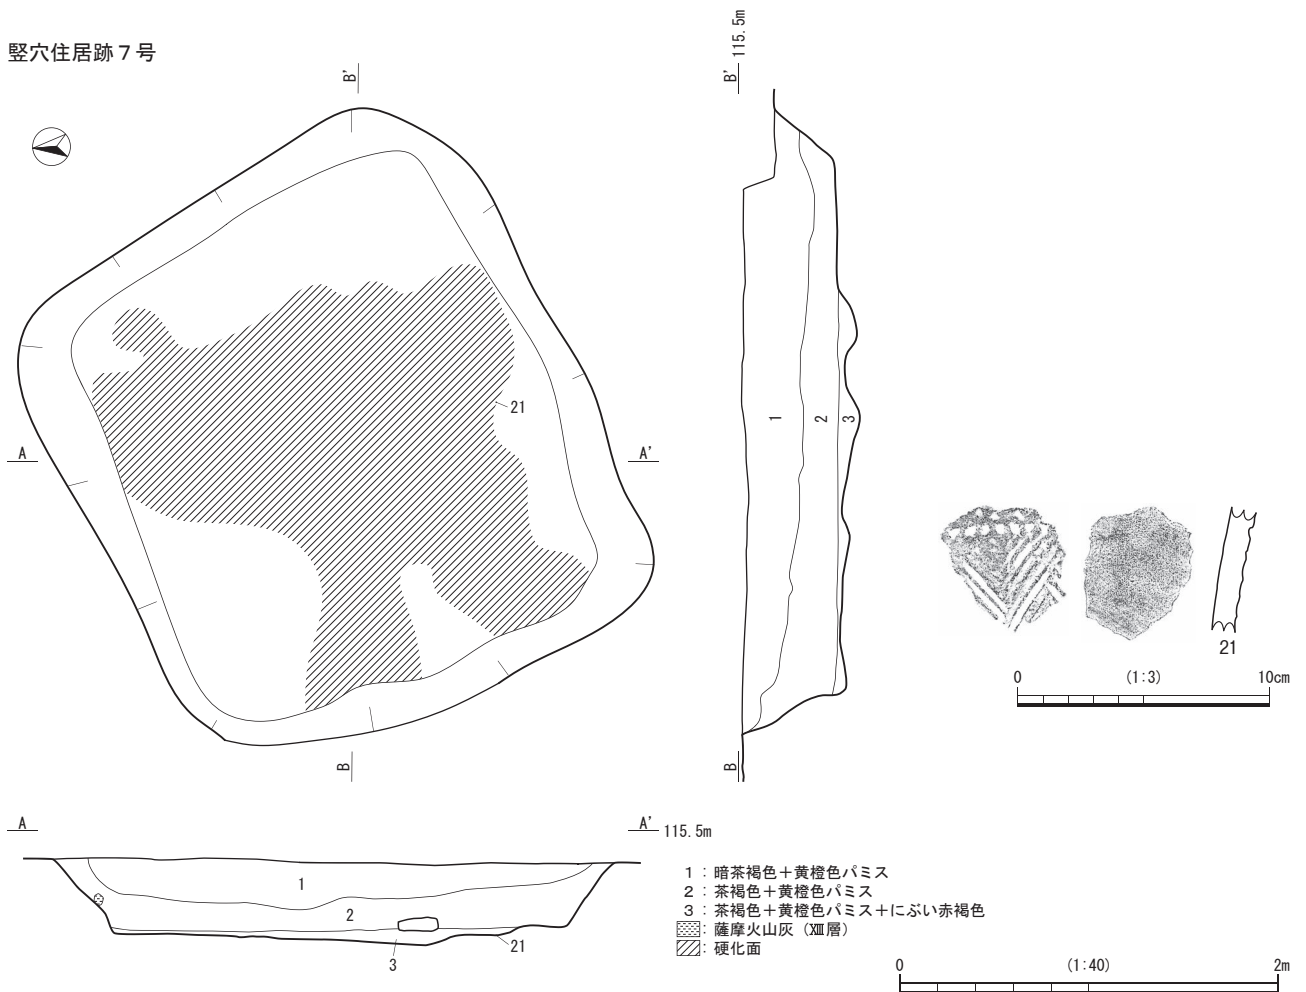 竪穴住居跡７号
B'
A
A'
21
B
B'
115.5m
1
2
3
B
21
0
(1:3)
10cm
A
A'
115.5m
1
2
3
21
1：暗茶褐色＋黄橙色パミス
2：茶褐色＋黄橙色パミス
3：茶褐色＋黄橙色パミス＋にぶい赤褐色
：薩摩火山灰（XIII層）
：硬化面
0
(1:40)
2m